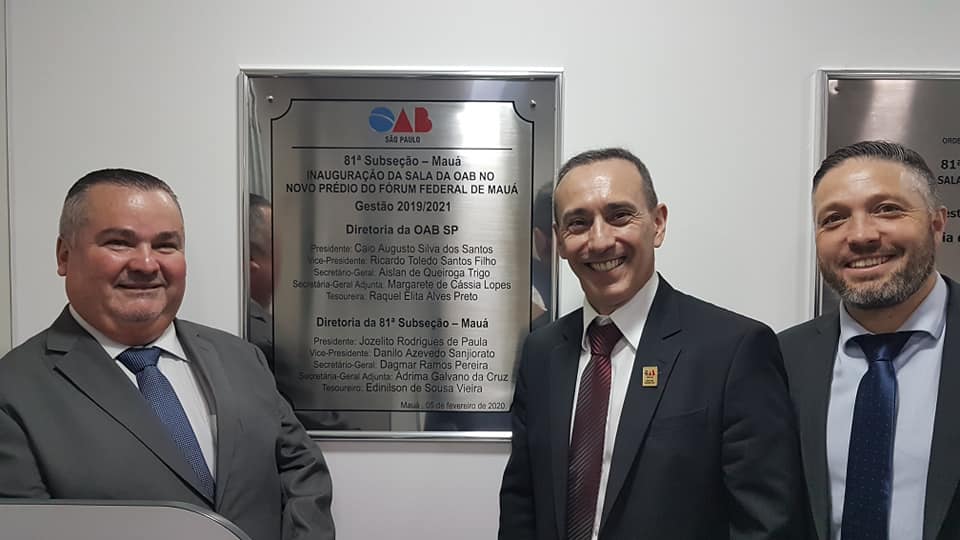 OAB
SÃO PAULO
81ª Subseção – Mauá
INAUGURAÇÃO DA SALA DA OAB NO
NOVO PRÉDIO DO FÓRUM FEDERAL DE MAUÁ
Gestão 2019/2021
Diretoria da OAB SP
Presidente: Caio Augusto Silva dos Santos
Vice-Presidente: Ricardo Toledo Santos Filho
Secretário-Geral: Aislan de Queiroga Trigo
Secretária-Geral Adjunta: Margarete de Cássia Lopes
Tesoureira: Raquel Elita Alves Preto
Diretoria da 81ª Subseção – Mauá
Presidente: Jozelito Rodrigues de Paula
Vice-Presidente: Danilo Azevedo Sanjiorato
Secretário-Geral: Dagmar Ramos Pereira
Secretária-Geral Adjunta: Adrima Galvano da Cruz
Tesoureiro: Edinilson de Sousa Vieira
Mauá , 05 de fevereiro de 2020.
ORDE
81ª
SALA